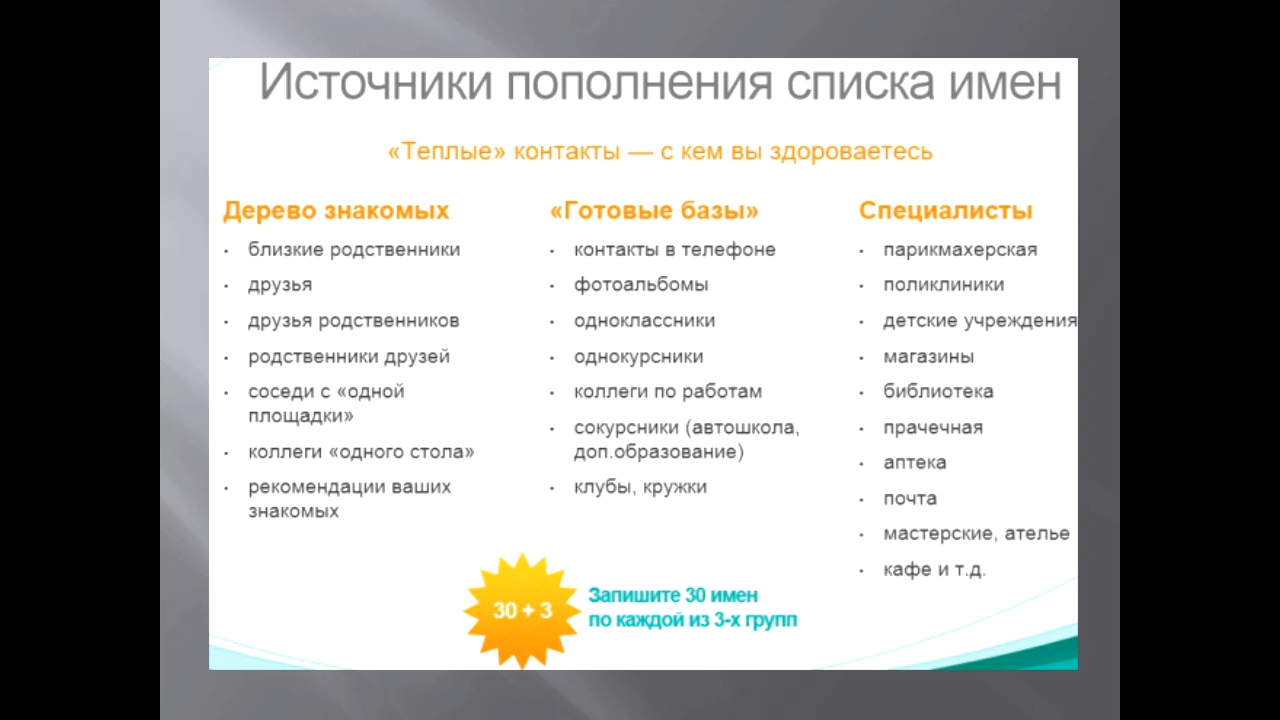 Источники пополнения списка имен
«Теплые» контакты — с кем вы здороваетесь
Дерево знакомых
• близкие родственники
• друзья
• друзья родственников
• родственники друзей
• соседи с «одной
площадки»
• коллеги «одного стола»
• рекомендации ваших
знакомых
«Готовые базы»
• контакты в телефоне
• фотоальбомы
• одноклассники
• однокурсники
• коллеги по работам
• сокурсники (автошкола,
доп.образование)
• клубы, кружки
Специалисты
• парикмахерская
• поликлиники
• детские учреждения
• магазины
• библиотека
• прачечная
• аптека
• почта
• мастерские, ателье
• кафе и т.д.
30 + 3
Запишите 30 имен
по каждой из 3-х групп